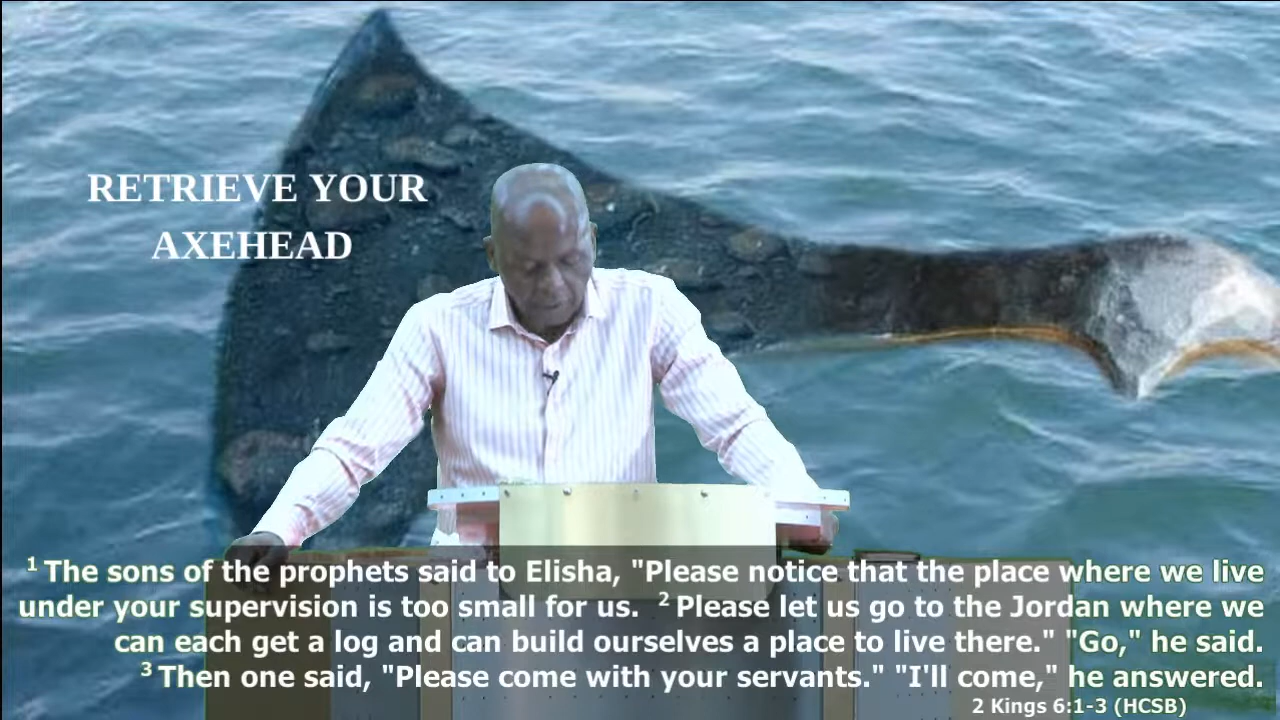 RETRIEVE YOUR
AXEHEAD
1 The sons of the prophets said to Elisha, "Please notice that the place where we live
under your supervision is too small for us. 2 Please let us go to the Jordan where we
can each get a log and can build ourselves a place to live there." "Go," he said.
3 Then one said, "Please come with your servants." "I'll come," he answered.
2 Kings 6:1-3 (HCSB)